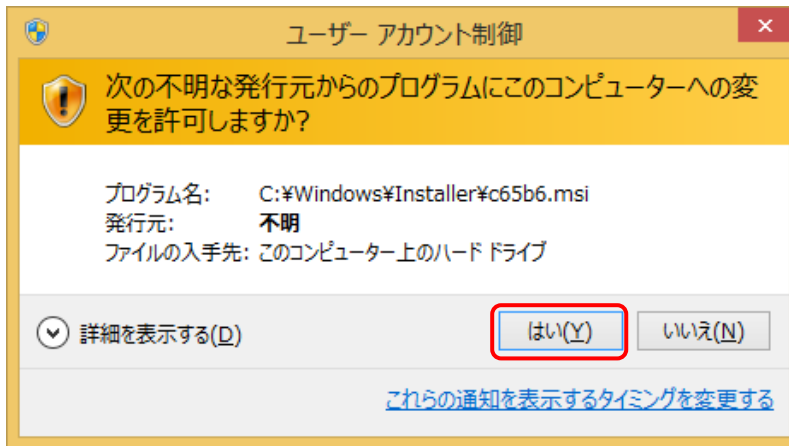 ユーザー アカウント制御
次の不明な発行元からのプログラムにこのコンピューターへの変
更を許可しますか?
プログラム名: C:¥Windows¥Installer¥c65b6.msi
発行元: 不明
ファイルの入手先: このコンピューター上のハード ドライブ
詳細を表示する(D) はい(Y) いいえ(N)
これらの通知を表示するタイミングを変更する